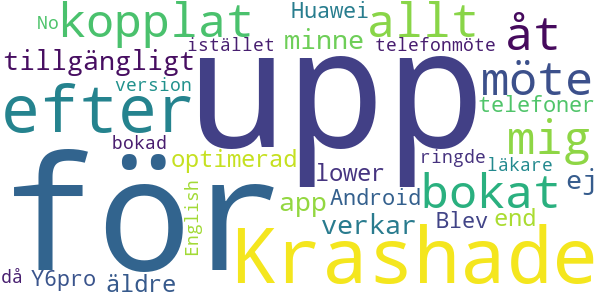 No kopplat Huawei allt åt
istället minne telefonmöte
tillgängligt upp möte
version
efter telefoner
bokad optimerad mig
för lower ringde läkare
English app Android bokat ej
verkar Blev end
Krashade
då Y6pro äldre